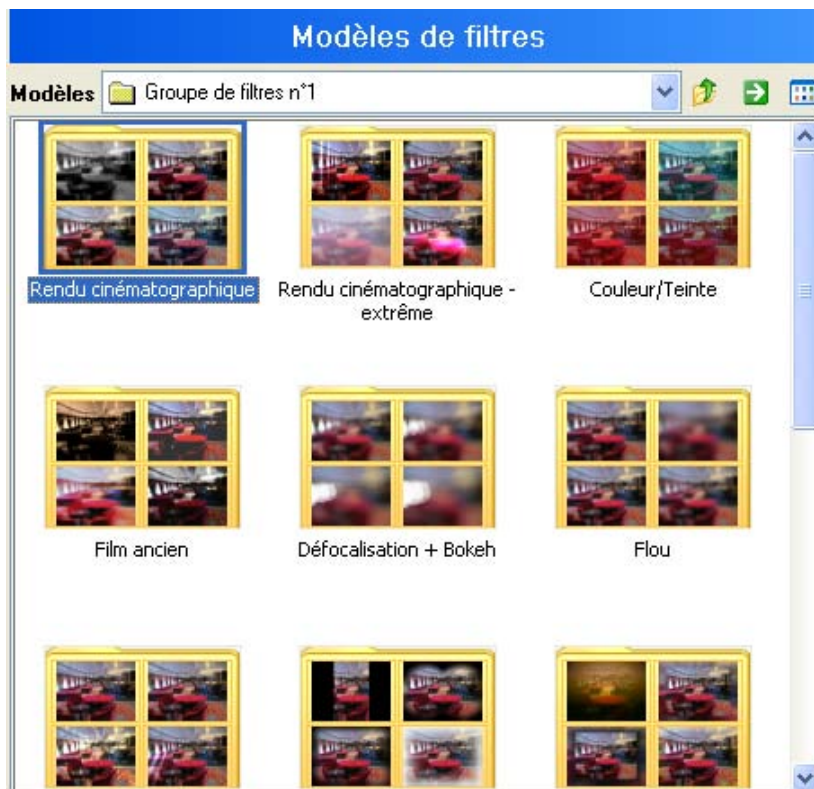 Modèles de filtres
Modèles Groupe de filtres n°1
Rendu cinématographique
Rendu cinématographique -
extrême
Couleur/Teinte
Film ancien
Défocalisation + Bokeh
Flou